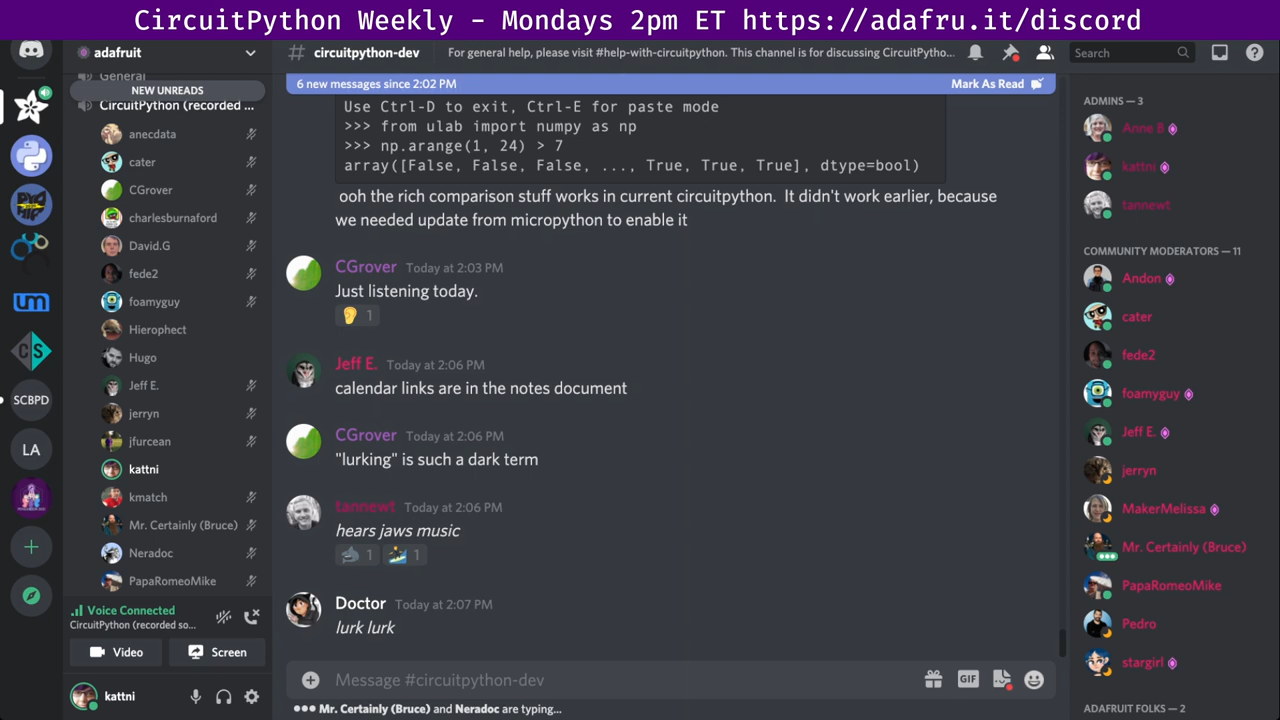 CircuitPython Weekly - Mondays 2pm ET https://adafru.it/discord
adafruit
General
NEW UNREADS
CircuitPython (recorded ...
anecdata
cater
CGrover
charlesburnaford
David.G
fede2
foamyguy
Hierophect
Hugo
Jeff E.
jerryn
jfurcean
kattni
kmatch
Mr. Certainly (Bruce)
Neradoc
PapaRomeoMike
Voice Connected
CircuitPython (recorded so...
Video
Screen
kattni
UM
CS
SCBPD
LA
# circuitpython-dev
For general help, please visit #help-with-circuitpython. This channel is for discussing CircuitPytho...
Search
6 new messages since 2:02 PM
Mark As Read
Use Ctrl-D to exit, Ctrl-E for paste mode
>>> from ulab import numpy as np
>>> np.arange(1, 24) > 7
array([False, False, False, ..., True, True, True], dtype=bool)
ooh the rich comparison stuff works in current circuitpython. It didn't work earlier, because
we needed update from micropython to enable it
CGrover Today at 2:03 PM
Just listening today.
1
Jeff E. Today at 2:06 PM
calendar links are in the notes document
CGrover Today at 2:06 PM
"lurking" is such a dark term
tannewt Today at 2:06 PM
hears jaws music
1 1
Doctor Today at 2:07 PM
lurk lurk
Message #circuitpython-dev
GIF
Mr. Certainly (Bruce) and Neradoc are typing...
ADMINS — 3
Anne B
kattni
tannewt
COMMUNITY MODERATORS — 11
Andon
cater
fede2
foamyguy
Jeff E.
jerryn
MakerMelissa
Mr. Certainly (Bruce)
PapaRomeoMike
Pedro
stargirl
ADAFRUIT FOLKS — 2